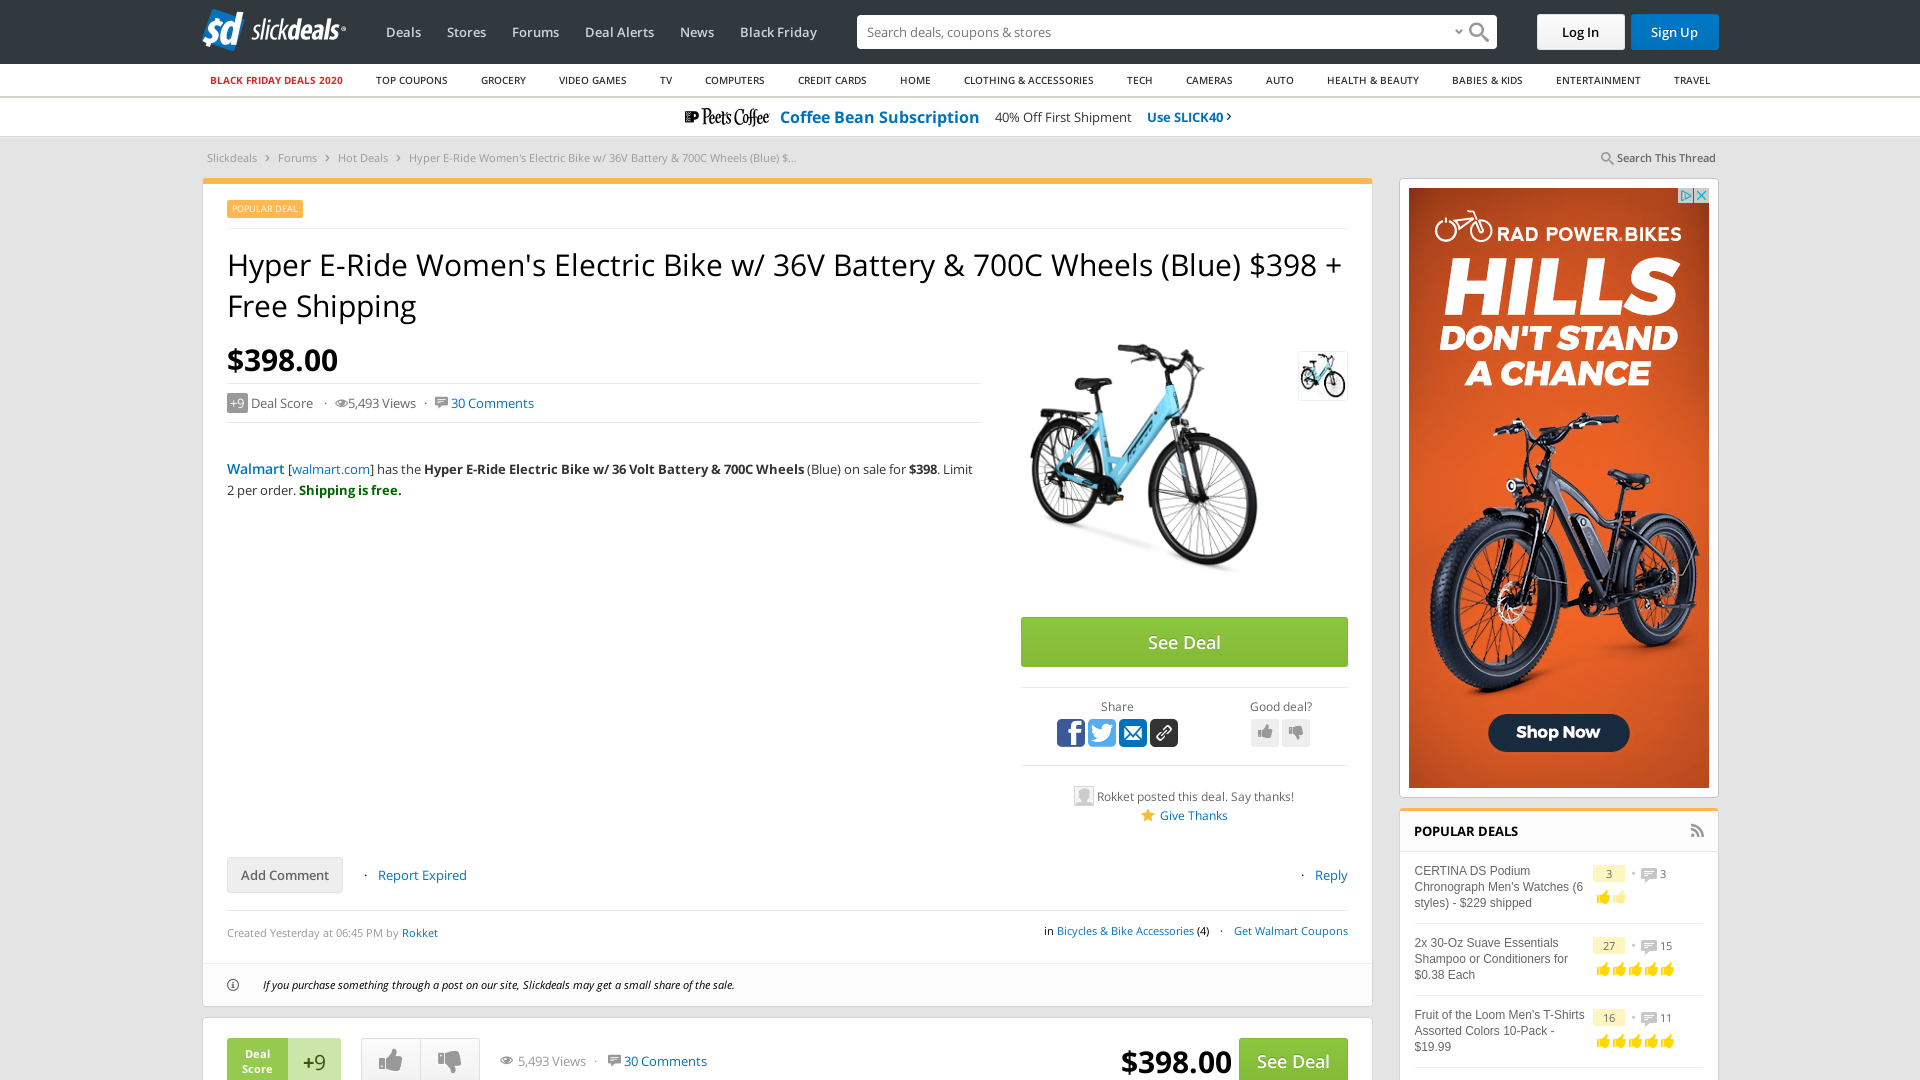 slickdeals
Deals Stores Forums Deal Alerts News Black Friday
Search deals, coupons & shopping
Log In Sign Up
BLACK FRIDAY DEALS 2020 TOP COUPONS GROCERY VIDEO GAMES TV COMPUTERS CREDIT CARDS HOME CLOTHING & ACCESSORIES TECH CAMERAS AUTO HEALTH & BEAUTY BABIES & KIDS ENTERTAINMENT TRAVEL
Peet's Coffee Coffee Bean Subscription 40% Off First Shipment Use SLICK40 ›
Slickdeals › Forums › Hot Deals › Hyper E-Ride Women's Electric Bike w/ 36V Battery & 700C Wheels (Blue) $...
Search This Thread
POPULAR DEAL
Hyper E-Ride Women's Electric Bike w/ 36V Battery & 700C Wheels (Blue) $398 +
Free Shipping
$398.00
+9 Deal Score · 5,493 Views · 30 Comments
Walmart [walmart.com] has the Hyper E-Ride Electric Bike w/ 36 Volt Battery & 700C Wheels (Blue) on sale for $398. Limit
2 per order. Shipping is free.
See Deal
Share
Good deal?
Rokket posted this deal. Say thanks!
Give Thanks
Add Comment · Report Expired
· Reply
Created Yesterday at 06:45 PM by Rokket
in Bicycles & Bike Accessories (4) · Get Walmart Coupons
If you purchase something through a post on our site, Slickdeals may get a small share of the sale.
Deal
Score
+9
5,493 Views · 30 Comments
$398.00
See Deal
RAD POWER BIKES
HILLS
DON'T STAND
A CHANCE
Shop Now
POPULAR DEALS
CERTINA DS Podium
Chronograph Men's Watches (6
styles) - $229 shipped
3 • 3
2x 30-Oz Suave Essentials
Shampoo or Conditioners for
$0.38 Each
27 • 15
Fruit of the Loom Men's T-Shirts
Assorted Colors 10-Pack -
$19.99
16 • 11